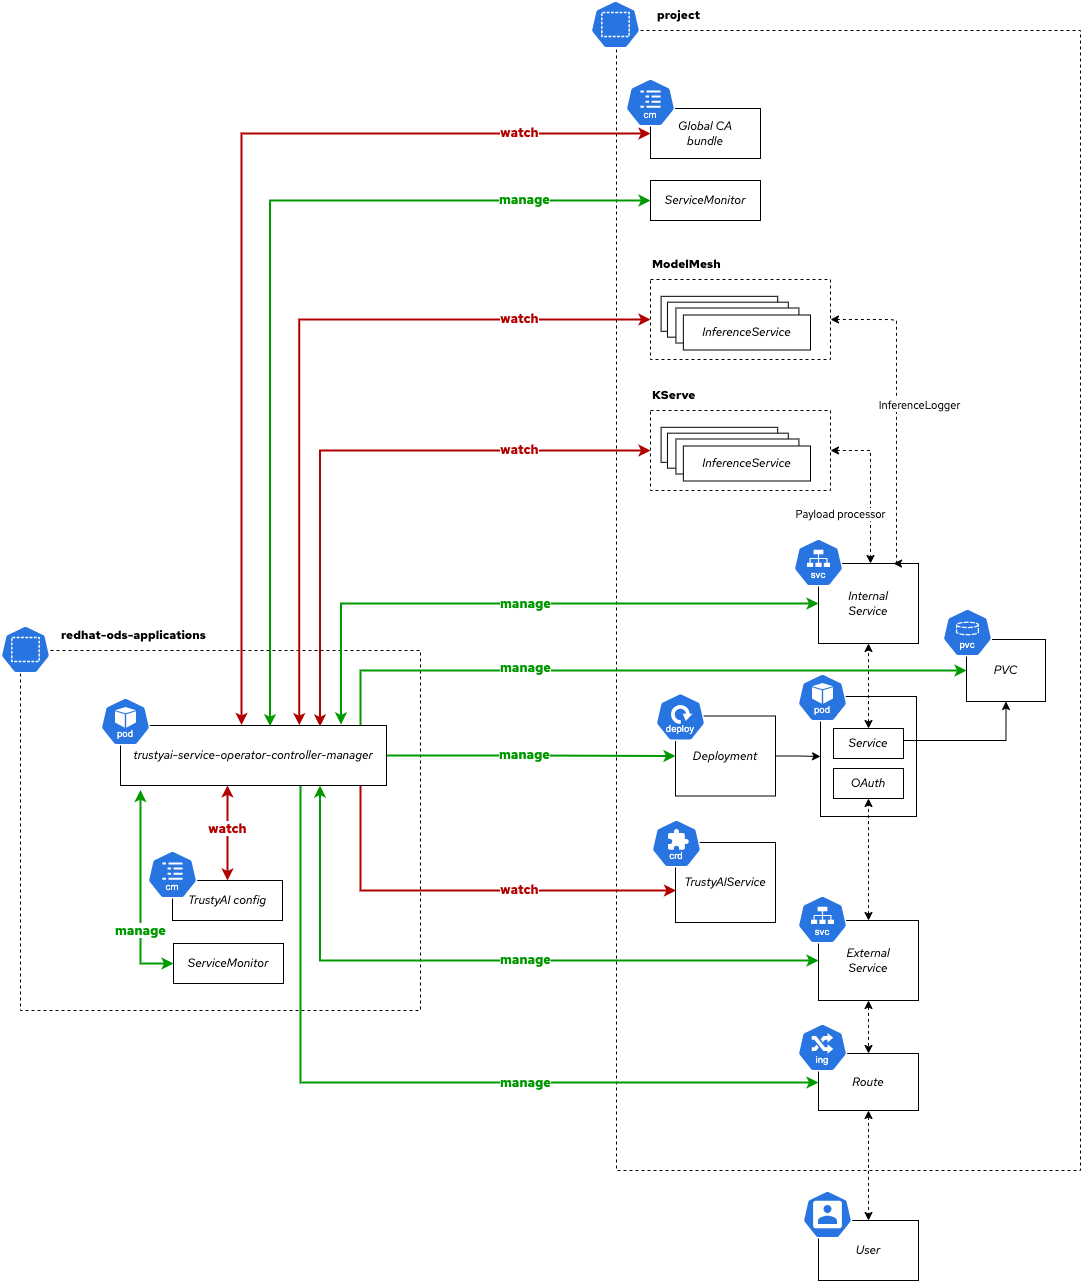 project
cm
Global CA
bundle
watch
ServiceMonitor
manage
ModelMesh
InferenceService
watch
KServe
InferenceService
watch
InferenceLogger
Payload processor
svc
Internal
Service
manage
redhat-ods-applications
pvc
PVC
manage
pod
trustyai-service-operator-controller-manager
deploy
Deployment
manage
pod
Service
OAuth
watch
cm
TrustyAI config
crd
TrustyAIService
watch
manage
ServiceMonitor
svc
External
Service
manage
ing
Route
manage
User